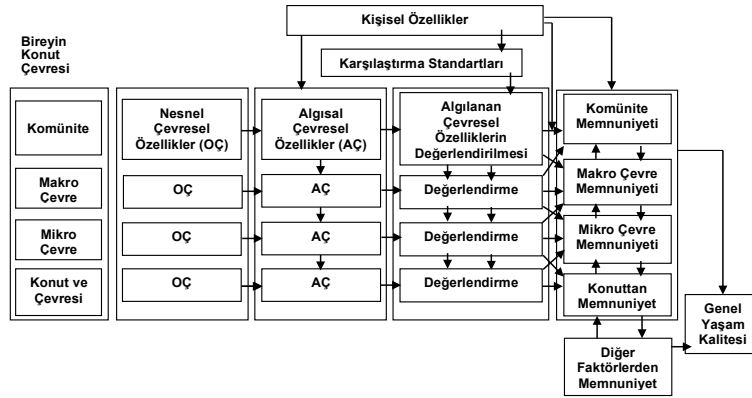 Kişisel Özellikler
Bireyin
Konut
Çevresi
Karşılaştırma Standartları
Komünite
Nesnel
Çevresel
Özellikler (OÇ)
Algısal
Çevresel
Özellikler (AÇ)
Algılanan
Çevresel
Özelliklerin
Değerlendirilmesi
Komünite
Memnuniyeti
Makro
Çevre
OÇ
AÇ
Değerlendirme
Makro Çevre
Memnuniyeti
Mikro
Çevre
OÇ
AÇ
Değerlendirme
Mikro Çevre
Memnuniyeti
Konut ve
Çevresi
OÇ
AÇ
Değerlendirme
Konuttan
Memnuniyet
Genel
Yaşam
Kalitesi
Diğer
Faktörlerden
Memnuniyet